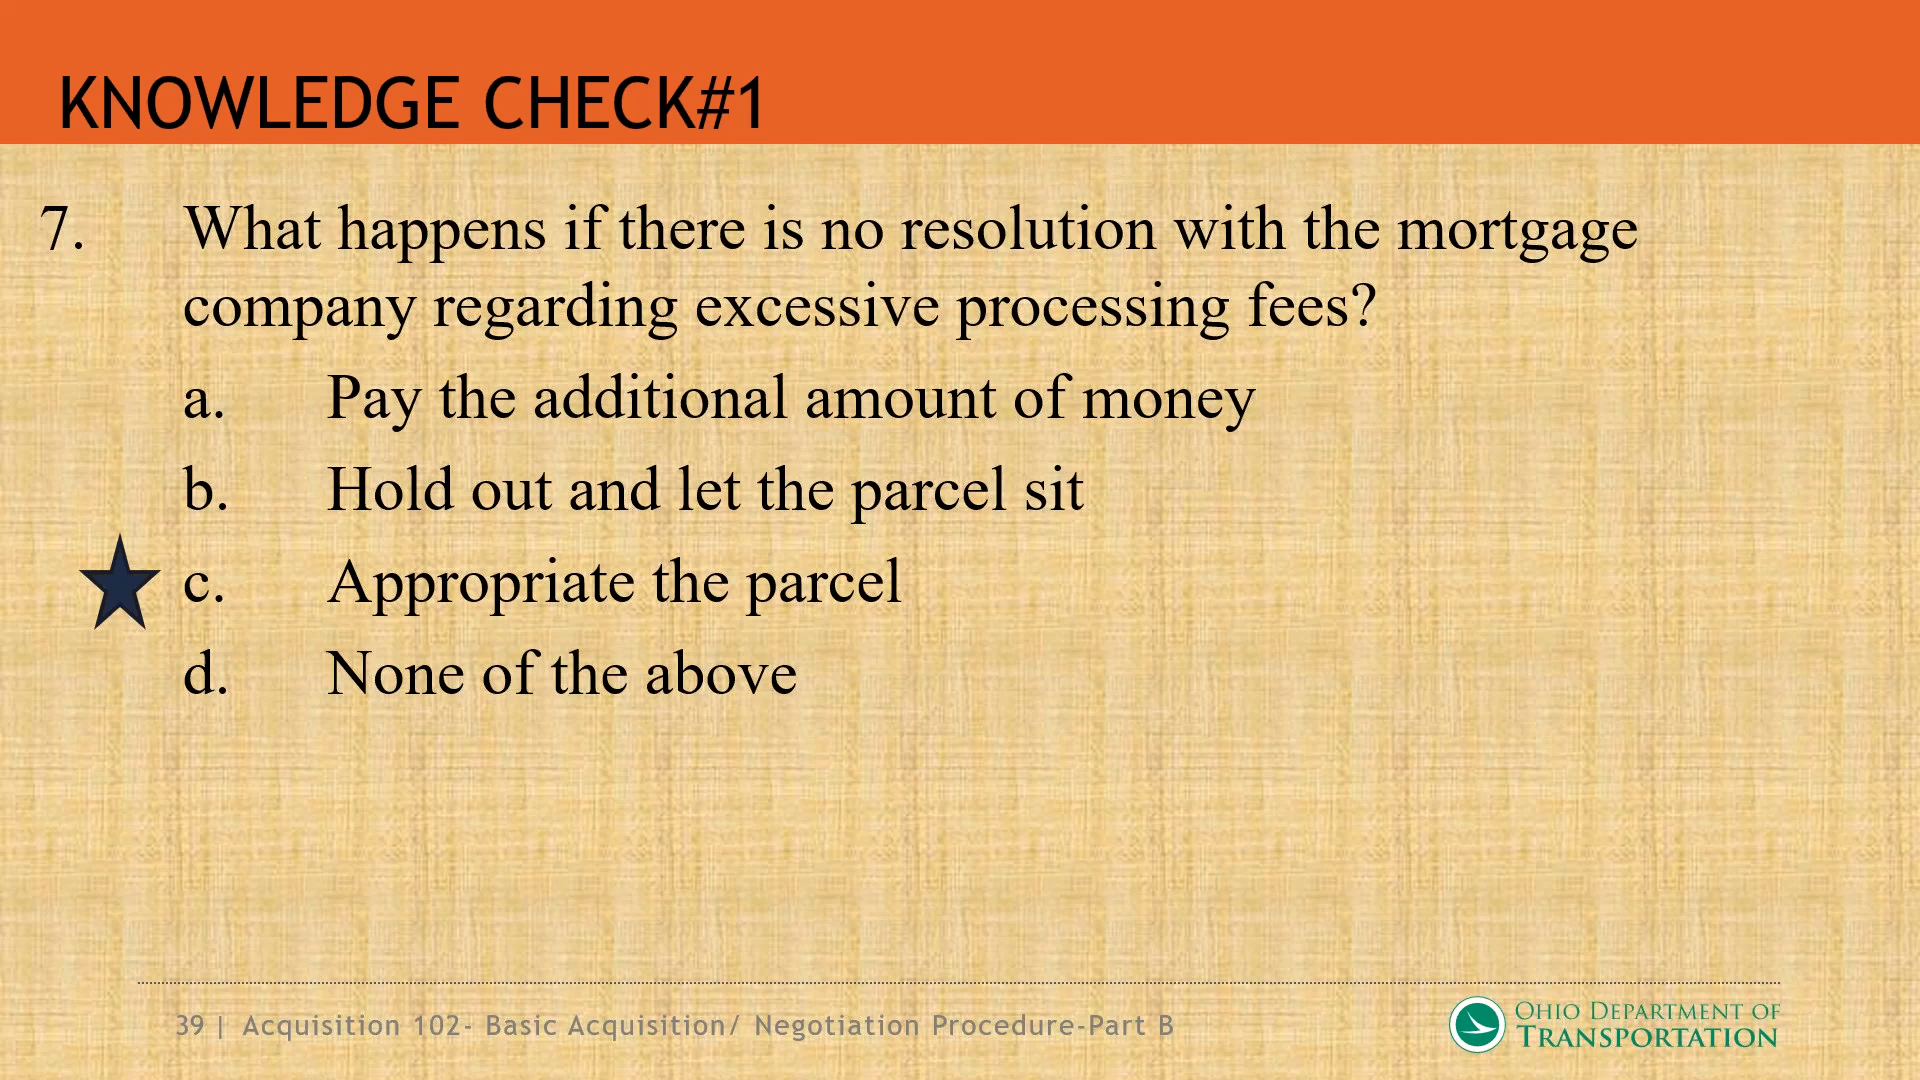 KNOWLEDGE CHECK#1
7. What happens if there is no resolution with the mortgage
company regarding excessive processing fees?
a. Pay the additional amount of money
b. Hold out and let the parcel sit
c. Appropriate the parcel
d. None of the above
39 | Acquisition 102- Basic Acquisition/ Negotiation Procedure-Part B
OHIO DEPARTMENT OF
TRANSPORTATION